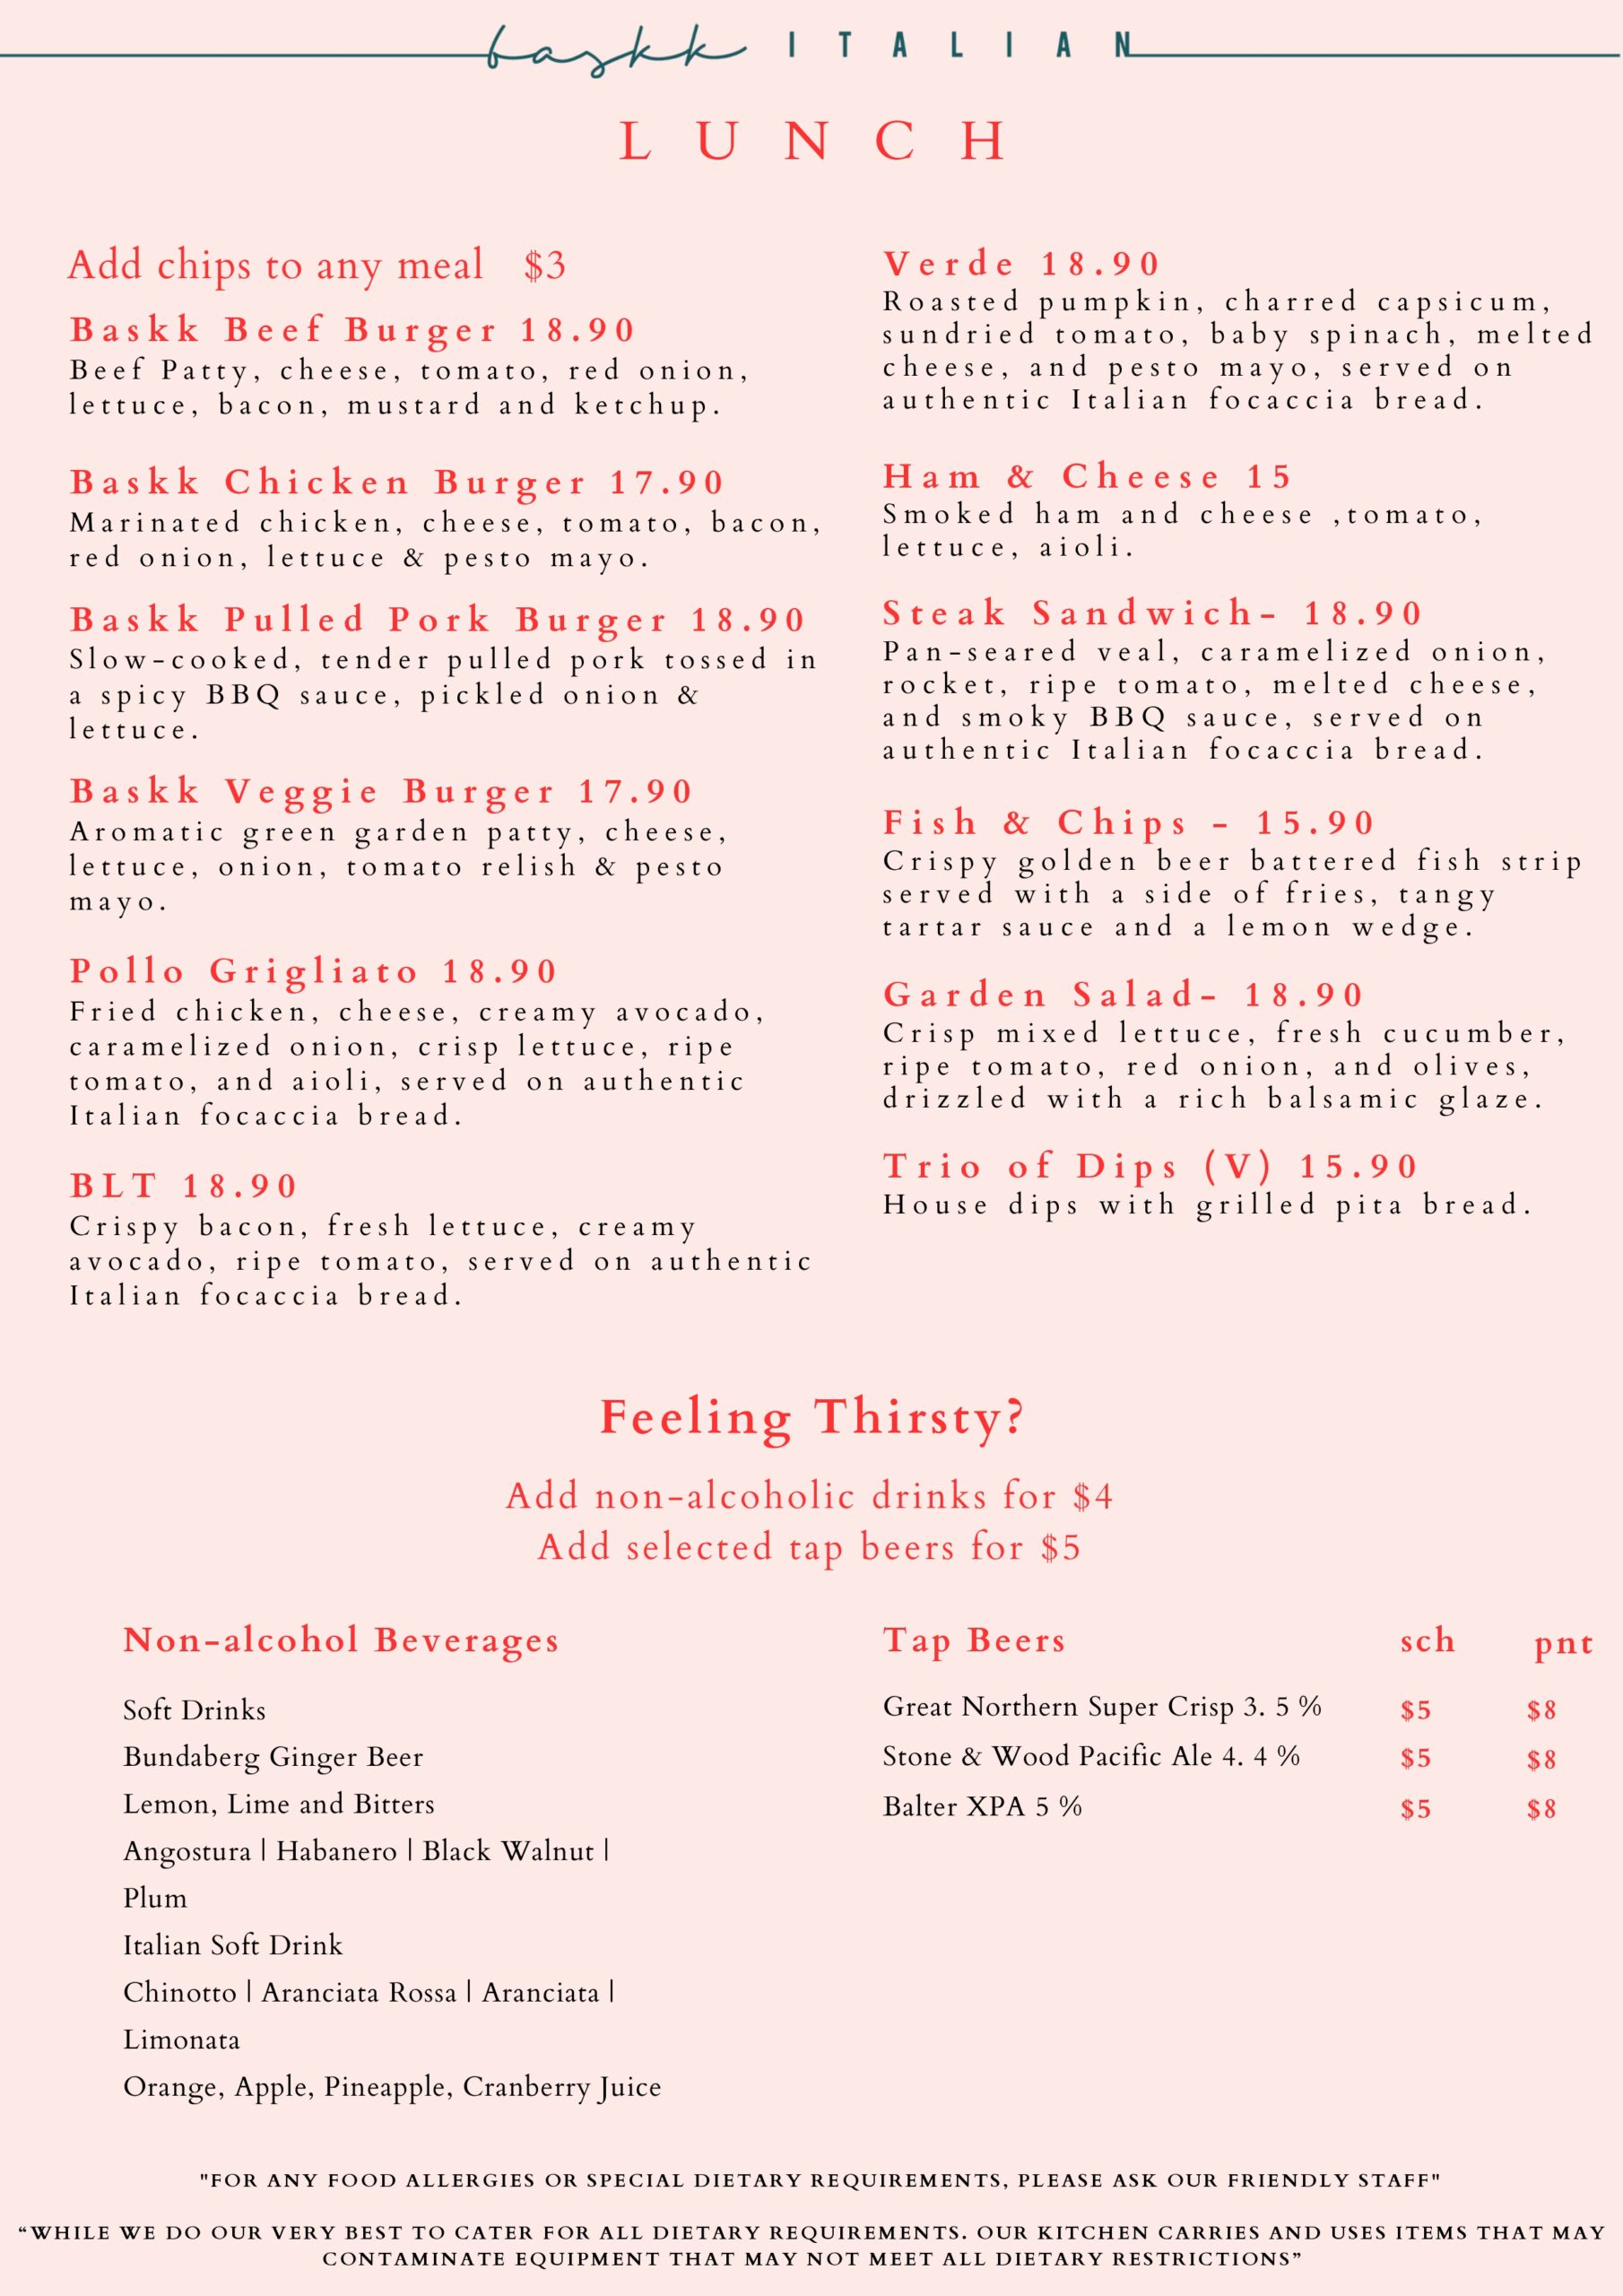 baskk ITALIAN
LUNCH
Add chips to any meal $3
Baskk Beef Burger 18.90
Beef Patty, cheese, tomato, red onion,
lettuce, bacon, mustard and ketchup.
Baskk Chicken Burger 17.90
Marinated chicken, cheese, tomato, bacon,
red onion, lettuce & pesto mayo.
Baskk Pulled Pork Burger 18.90
Slow-cooked, tender pulled pork tossed in
a spicy BBQ sauce, pickled onion &
lettuce.
Baskk Veggie Burger 17.90
Aromatic green garden patty, cheese,
lettuce, onion, tomato relish & pesto
mayo.
Pollo Grigliato 18.90
Fried chicken, cheese, creamy avocado,
caramelized onion, crisp lettuce, ripe
tomato, and aioli, served on authentic
Italian focaccia bread.
BLT 18.90
Crispy bacon, fresh lettuce, creamy
avocado, ripe tomato, served on authentic
Italian focaccia bread.
Verde 18.90
Roasted pumpkin, charred capsicum,
sundried tomato, baby spinach, melted
cheese, and pesto mayo, served on
authentic Italian focaccia bread.
Ham & Cheese 15
Smoked ham and cheese ,tomato,
lettuce, aioli.
Steak Sandwich- 18.90
Pan-seared veal, caramelized onion,
rocket, ripe tomato, melted cheese,
and smoky BBQ sauce, served on
authentic Italian focaccia bread.
Fish & Chips - 15.90
Crispy golden beer battered fish strip
served with a side of fries, tangy
tartar sauce and a lemon wedge.
Garden Salad- 18.90
Crisp mixed lettuce, fresh cucumber,
ripe tomato, red onion, and olives,
drizzled with a rich balsamic glaze.
Trio of Dips (V) 15.90
House dips with grilled pita bread.
Feeling Thirsty?
Add non-alcoholic drinks for $4
Add selected tap beers for $5
Non-alcohol Beverages
Soft Drinks
Bundaberg Ginger Beer
Lemon, Lime and Bitters
Angostura | Habanero | Black Walnut |
Plum
Italian Soft Drink
Chinotto | Aranciata Rossa | Aranciata |
Limonata
Orange, Apple, Pineapple, Cranberry Juice
Tap Beers sch pnt
Great Northern Super Crisp 3. 5 % $5 $8
Stone & Wood Pacific Ale 4. 4 % $5 $8
Balter XPA 5 % $5 $8
"FOR ANY FOOD ALLERGIES OR SPECIAL DIETARY REQUIREMENTS, PLEASE ASK OUR FRIENDLY STAFF"
“WHILE WE DO OUR VERY BEST TO CATER FOR ALL DIETARY REQUIREMENTS. OUR KITCHEN CARRIES AND USES ITEMS THAT MAY
CONTAMINATE EQUIPMENT THAT MAY NOT MEET ALL DIETARY RESTRICTIONS”